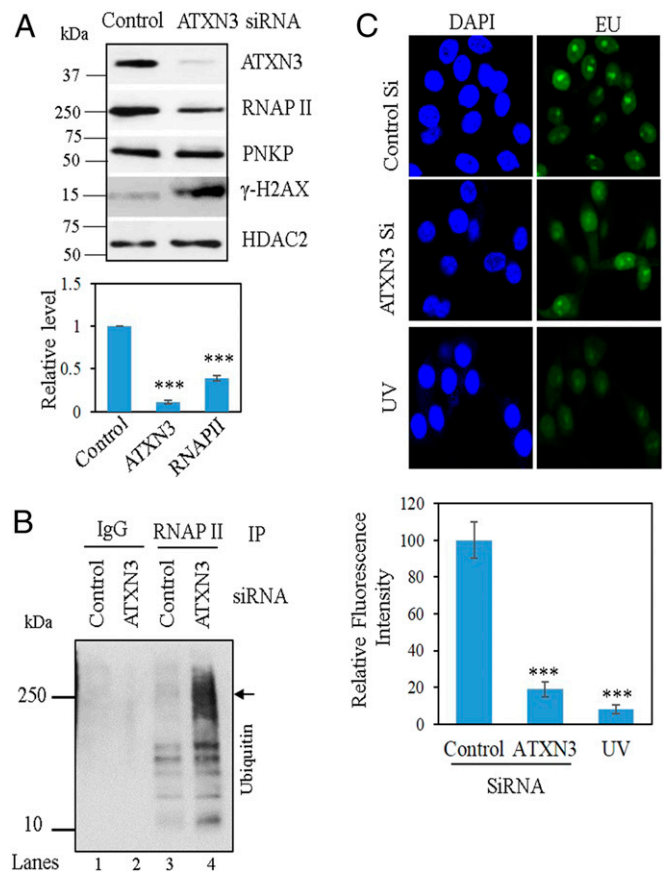 A
Control ATXN3 siRNA
kDa
37
ATXN3
250
RNAP II
75
50
PNKP
15
γ-H2AX
75
50
HDAC2
Relative level
1.5
1
0.5
0
***
***
Control
ATXN3
RNAPII
B
IgG RNAP II IP
Control
ATXN3
Control
ATXN3
siRNA
kDa
250
10
Ubiquitin
Lanes 1 2 3 4
C
DAPI EU
Control Si
ATXN3 Si
UV
Relative Fluorescence
Intensity
120
100
80
60
40
20
0
***
***
Control ATXN3 UV
SiRNA